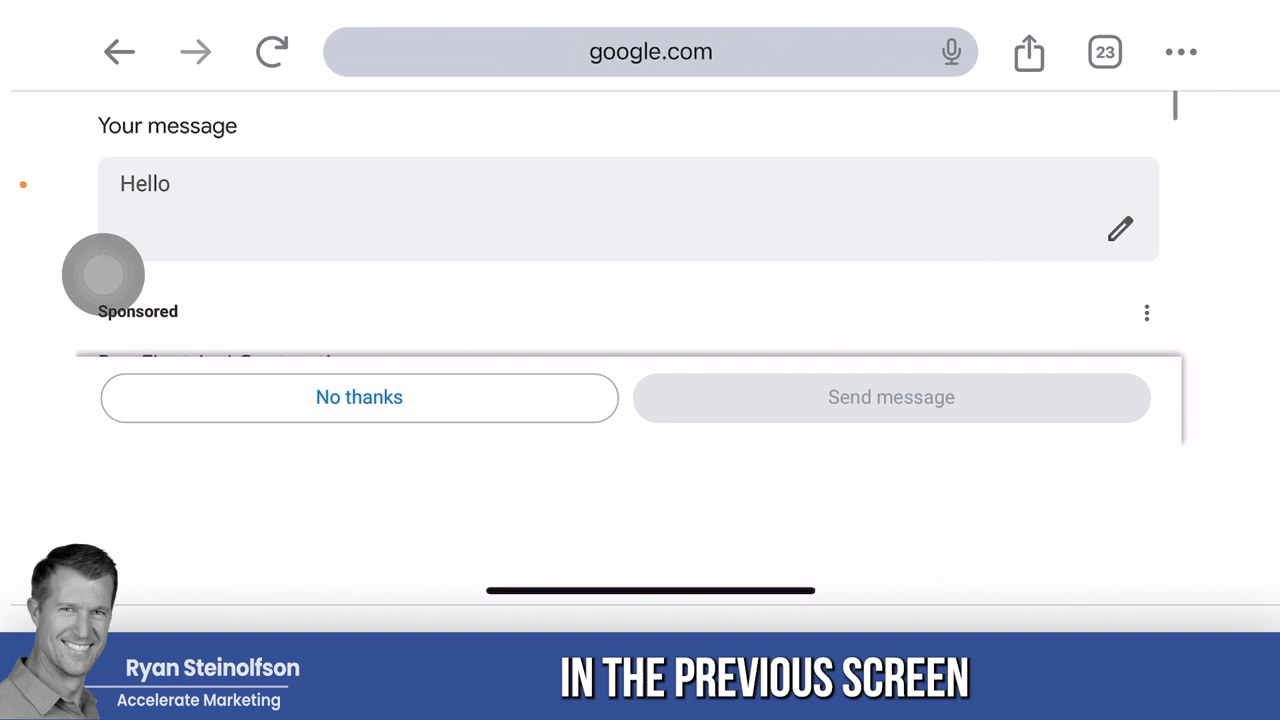 google.com
23
Your message
Hello
Sponsored
No thanks
Send message
Ryan Steinolfson
Accelerate Marketing
IN THE PREVIOUS SCREEN